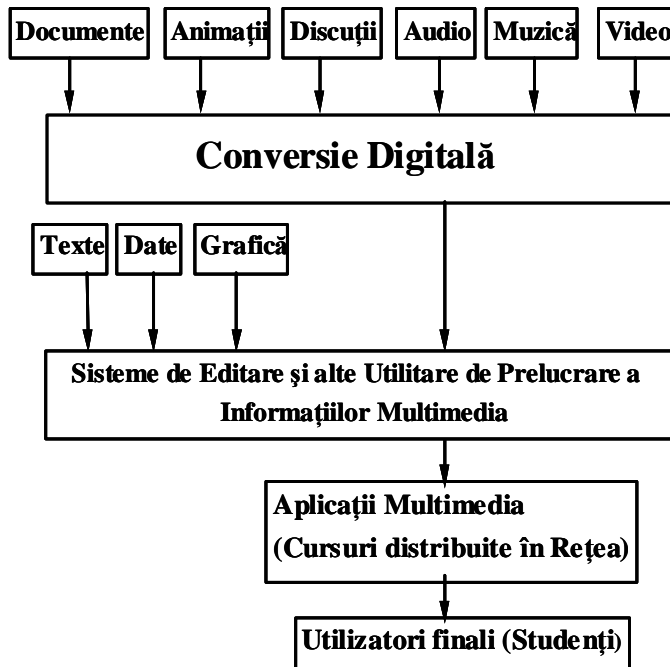 Documente Animații Discuții Audio Muzică Video
Conversie Digitală
Texte Date Grafică
Sisteme de Editare şi alte Utilitare de Prelucrare a
Informațiilor Multimedia
Aplicații Multimedia
(Cursuri distribuite în Rețea)
Utilizatori finali (Studenți)